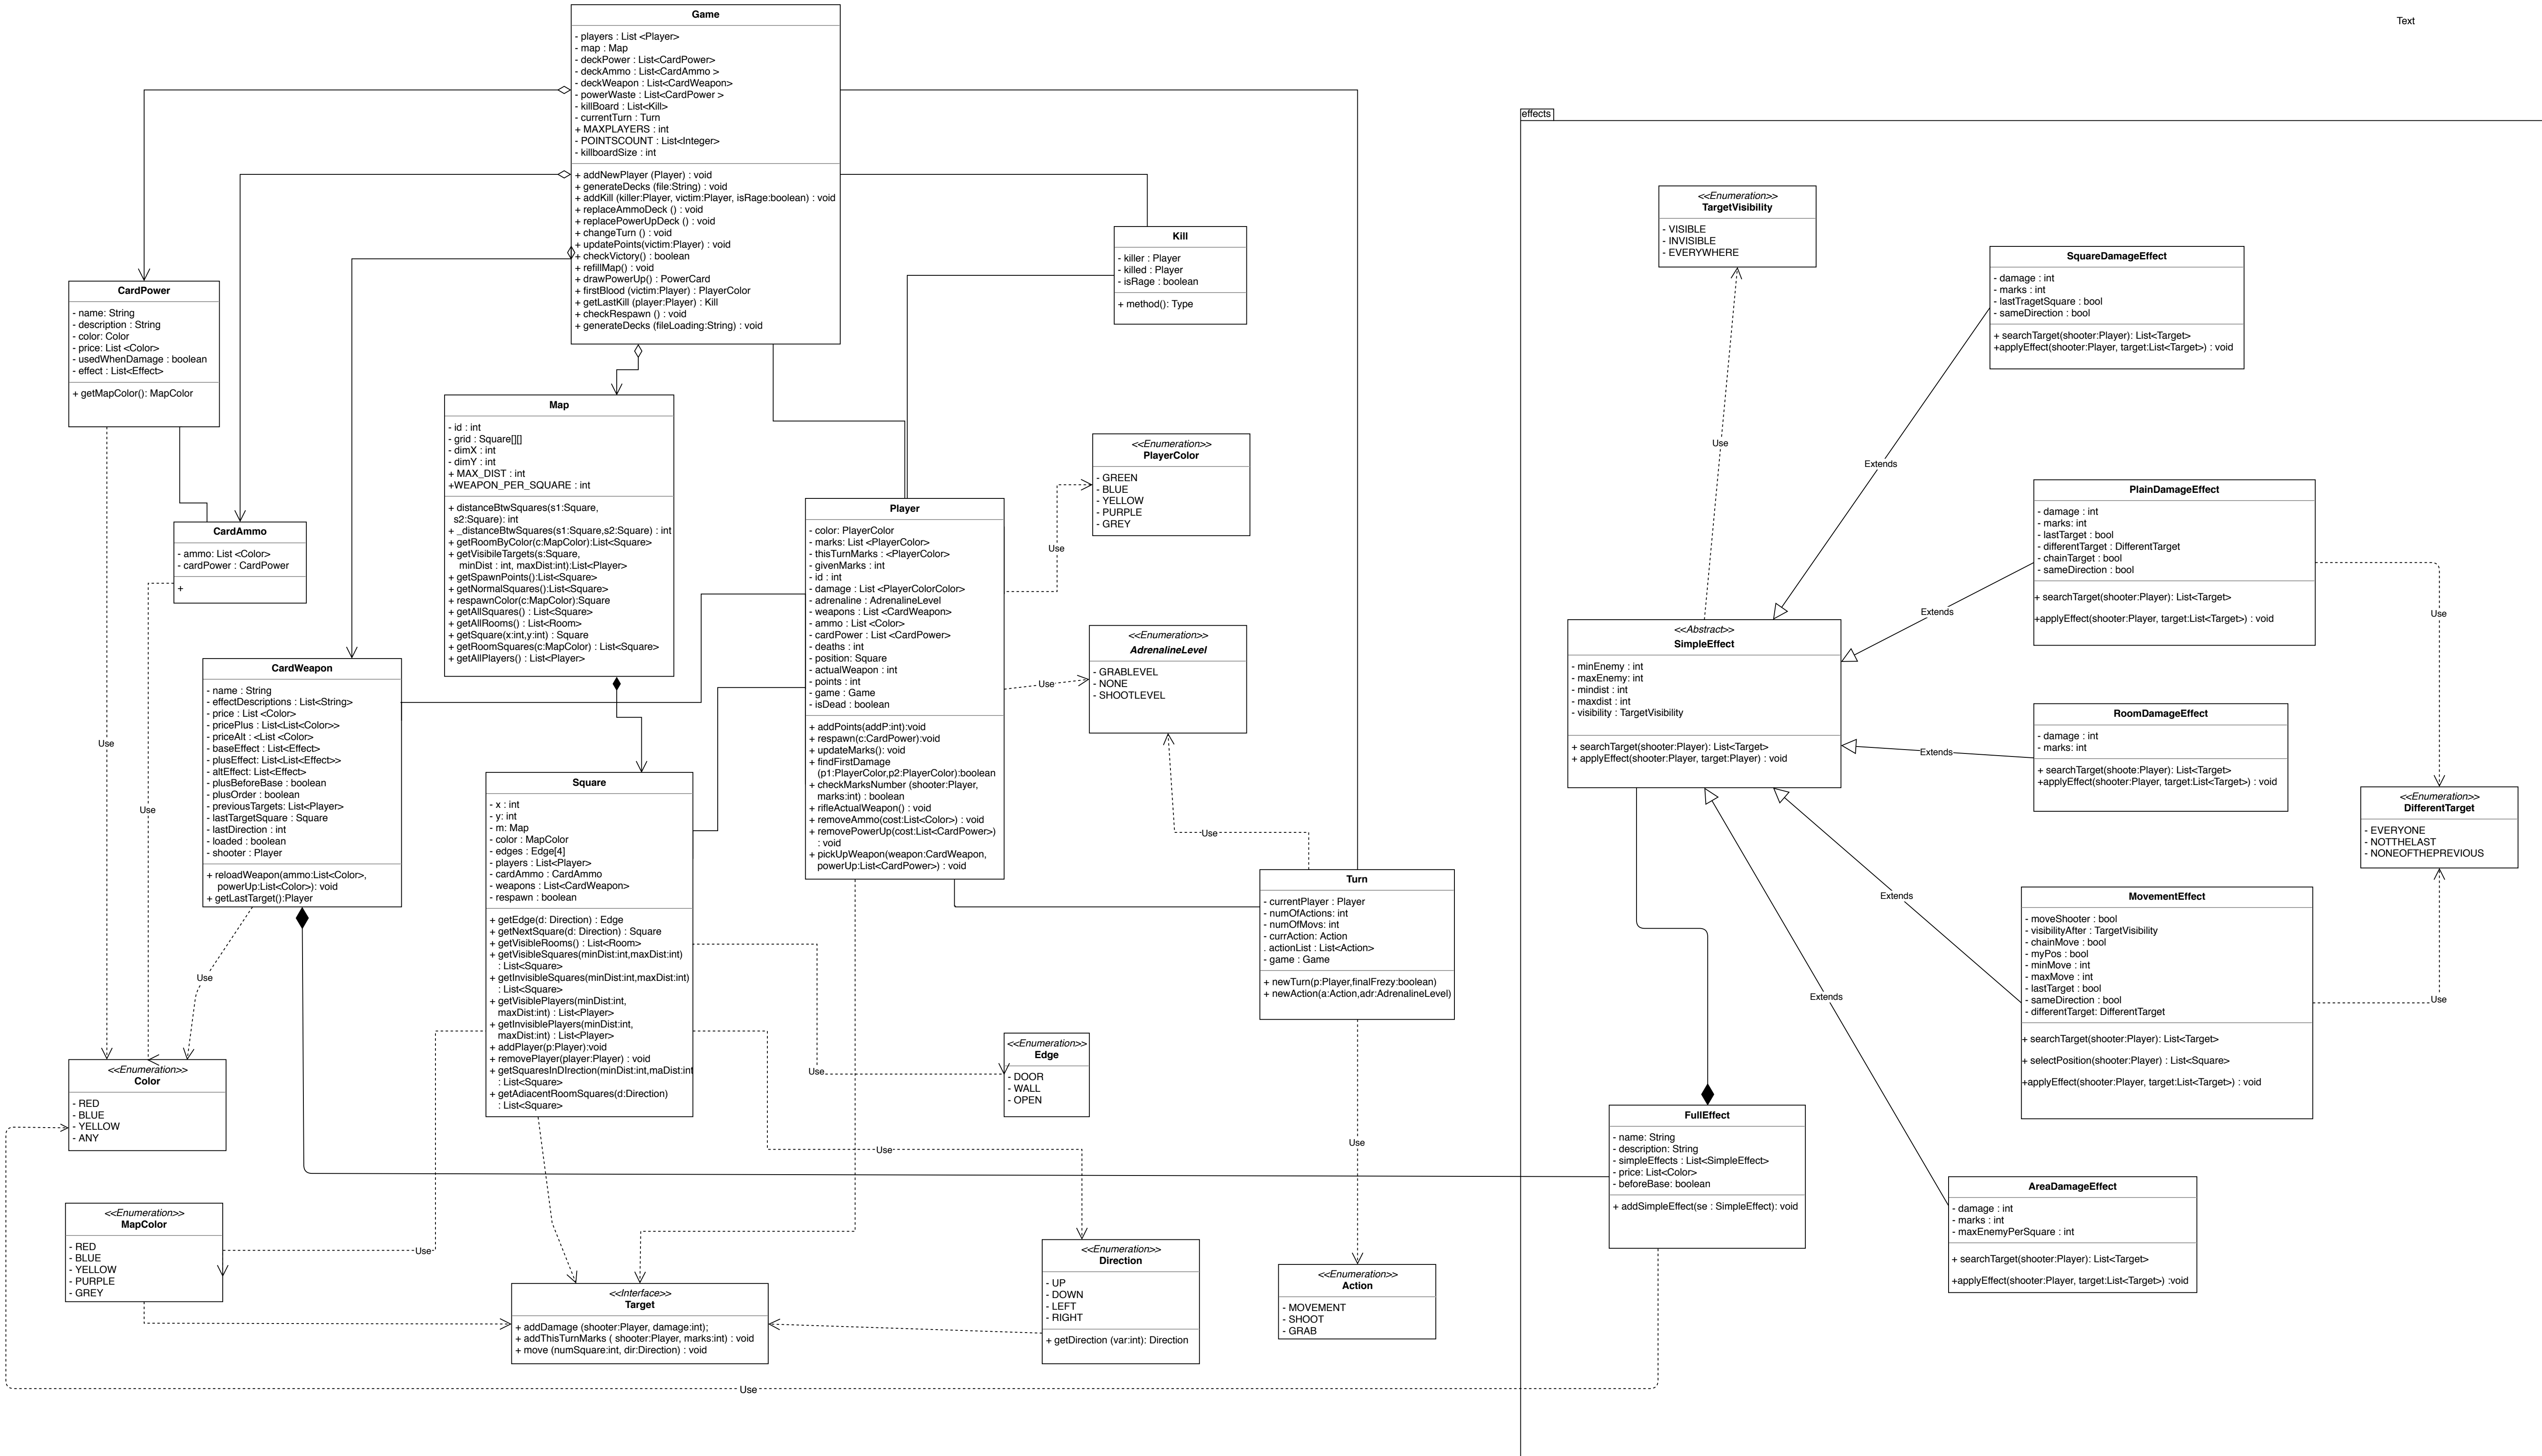 Text
Game
- players : List <Player>
- map : Map
- deckPower : List<CardPower>
- deckAmmo : List<CardAmmo >
- deckWeapon : List<CardWeapon>
- powerWaste : List<CardPower >
- killBoard : List<Kill>
- currentTurn : Turn
+ MAXPLAYERS : int
- POINTSCOUNT : List<Integer>
- killboardSize : int
+ addNewPlayer (Player) : void
+ generateDecks (file:String) : void
+ addKill (killer:Player, victim:Player, isRage:boolean) : void
+ replaceAmmoDeck () : void
+ replacePowerUpDeck () : void
+ changeTurn () : void
+ updatePoints(victim:Player) : void
+ checkVictory() : boolean
+ refillMap() : void
+ drawPowerUp() : PowerCard
+ firstBlood (victim:Player) : PlayerColor
+ getLastKill (player:Player) : Kill
+ checkRespawn () : void
+ generateDecks (fileLoading:String) : void
Kill
- killer : Player
- killed : Player
- isRage : boolean
+ method(): Type
CardPower
- name: String
- description : String
- color: Color
- price: List <Color>
- usedWhenDamage : boolean
- effect : List<Effect>
+ getMapColor(): MapColor
CardAmmo
- ammo: List <Color>
- cardPower : CardPower
+
Map
- id : int
- grid : Square[][]
- dimX : int
- dimY : int
+ MAX_DIST : int
+WEAPON_PER_SQUARE : int
+ distanceBtwSquares(s1:Square,
s2:Square): int
+ _distanceBtwSquares(s1:Square,s2:Square) : int
+ getRoomByColor(c:MapColor):List<Square>
+ getVisibileTargets(s:Square,
minDist : int, maxDist:int):List<Player>
+ getSpawnPoints():List<Square>
+ getNormalSquares():List<Square>
+ respawnColor(c:MapColor):Square
+ getAllSquares() : List<Square>
+ getAllRooms() : List<Room>
+ getSquare(x:int,y:int) : Square
+ getRoomSquares(c:MapColor) : List<Square>
+ getAllPlayers() : List<Player>
Player
- color: PlayerColor
- marks: List <PlayerColor>
- thisTurnMarks : <PlayerColor>
- givenMarks : int
- id : int
- damage : List <PlayerColorColor>
- adrenaline : AdrenalineLevel
- weapons : List <CardWeapon>
- ammo : List <Color>
- cardPower : List <CardPower>
- deaths : int
- position: Square
- actualWeapon : int
- points : int
- game : Game
- isDead : boolean
+ addPoints(addP:int):void
+ respawn(c:CardPower):void
+ updateMarks(): void
+ findFirstDamage
(p1:PlayerColor,p2:PlayerColor):boolean
+ checkMarksNumber (shooter:Player,
marks:int) : boolean
+ rifleActualWeapon() : void
+ removeAmmo(cost:List<Color>) : void
+ removePowerUp(cost:List<CardPower>)
: void
+ pickUpWeapon(weapon:CardWeapon,
powerUp:List<CardPower>) : void
<<Enumeration>>
PlayerColor
- GREEN
- BLUE
- YELLOW
- PURPLE
- GREY
Use
<<Enumeration>>
AdrenalineLevel
- GRABLEVEL
- NONE
- SHOOTLEVEL
Use
Use
CardWeapon
- name : String
- effectDescriptions : List<String>
- price : List <Color>
- pricePlus : List<List<Color>>
- priceAlt : <List <Color>
- baseEffect : List<Effect>
- plusEffect : List<List<Effect>>
- altEffect: List<Effect>
- plusBeforeBase : boolean
- plusOrder : boolean
- previousTargets: List<Player>
- lastTargetSquare : Square
- lastDirection : int
- loaded : boolean
- shooter : Player
+ reloadWeapon(ammo:List<Color>,
powerUp:List<Color>): void
+ getLastTarget():Player
Use
Use
Use
Square
- x : int
- y: int
- m: Map
- color : MapColor
- edges : Edge[4]
- players : List<Player>
- cardAmmo : CardAmmo
- weapons : List<CardWeapon>
- respawn : boolean
+ getEdge(d: Direction) : Edge
+ getNextSquare(d: Direction) : Square
+ getVisibleRooms() : List<Room>
+ getVisibleSquares(minDist:int,maxDist:int)
: List<Square>
+ getInvisibleSquares(minDist:int,maxDist:int)
: List<Square>
+ getVisiblePlayers(minDist:int,
maxDist:int) : List<Player>
+ getInvisiblePlayers(minDist:int,
maxDist:int) : List<Player>
+ addPlayer(p:Player):void
+ removePlayer(player:Player) : void
+ getSquaresInDIrection(minDist:int,maDist:int
: List<Square>
+ getAdiacentRoomSquares(d:Direction)
: List<Square>
Turn
- currentPlayer : Player
- numOfActions: int
- numOfMovs: int
- currAction: Action
. actionList : List<Action>
- game : Game
+ newTurn(p:Player,finalFrezy:boolean)
+ newAction(a:Action,adr:AdrenalineLevel)
<<Enumeration>>
Edge
- DOOR
- WALL
- OPEN
Use
<<Enumeration>>
Color
- RED
- BLUE
- YELLOW
- ANY
<<Enumeration>>
MapColor
- RED
- BLUE
- YELLOW
- PURPLE
- GREY
Use
<<Interface>>
Target
+ addDamage (shooter:Player, damage:int);
+ addThisTurnMarks ( shooter:Player, marks:int) : void
+ move (numSquare:int, dir:Direction) : void
Use
<<Enumeration>>
Direction
- UP
- DOWN
- LEFT
- RIGHT
+ getDirection (var:int): Direction
Use
<<Enumeration>>
Action
- MOVEMENT
- SHOOT
- GRAB
Use
effects
<<Enumeration>>
TargetVisibility
- VISIBLE
- INVISIBLE
- EVERYWHERE
Use
SquareDamageEffect
- damage : int
- marks : int
- lastTragetSquare : bool
- sameDirection : bool
+ searchTarget(shooter:Player): List<Target>
+applyEffect(shooter:Player, target:List<Target>) : void
Extends
PlainDamageEffect
- damage : int
- marks: int
- lastTarget : bool
- differentTarget : DifferentTarget
- chainTarget : bool
- sameDirection : bool
+ searchTarget(shooter:Player): List<Target>
+applyEffect(shooter:Player, target:List<Target>) : void
Extends
Use
<<Abstract>>
SimpleEffect
- minEnemy : int
- maxEnemy: int
- mindist : int
- maxdist : int
- visibility : TargetVisibility
+ searchTarget(shooter:Player): List<Target>
+ applyEffect(shooter:Player, target:Player) : void
RoomDamageEffect
- damage : int
- marks: int
+ searchTarget(shoote:Player): List<Target>
+applyEffect(shooter:Player, target:List<Target>) : void
Extends
<<Enumeration>>
DifferentTarget
- EVERYONE
- NOTTHELAST
- NONEOFTHEPREVIOUS
MovementEffect
- moveShooter : bool
- visibilityAfter : TargetVisibility
- chainMove : bool
- myPos : bool
- minMove : int
- maxMove : int
- lastTarget : bool
- sameDirection : bool
- differentTarget: DifferentTarget
+ searchTarget(shooter:Player): List<Target>
+ selectPosition(shooter:Player) : List<Square>
+applyEffect(shooter:Player, target:List<Target>) : void
Extends
Use
Extends
FullEffect
- name: String
- description: String
- simpleEffects : List<SimpleEffect>
- price: List<Color>
- beforeBase: boolean
+ addSimpleEffect(se : SimpleEffect): void
AreaDamageEffect
- damage : int
- marks : int
- maxEnemyPerSquare : int
+ searchTarget(shooter:Player): List<Target>
+applyEffect(shooter:Player, target:List<Target>) :void